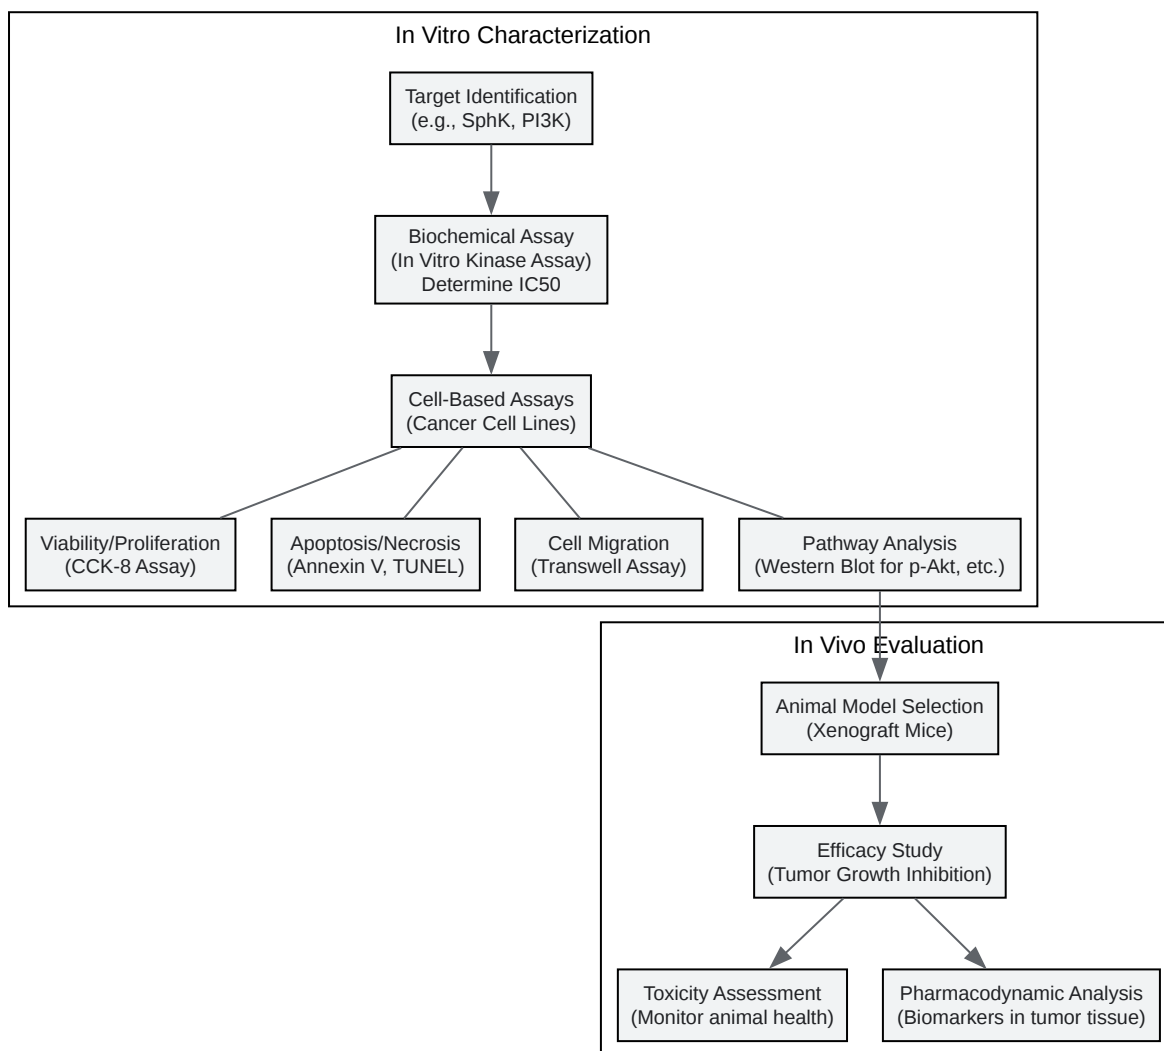 In Vitro Characterization
Target Identification
(e.g., SphK, PI3K)
Biochemical Assay
(In Vitro Kinase Assay)
Determine IC50
Cell-Based Assays
(Cancer Cell Lines)
Viability/Proliferation
(CCK-8 Assay)
Apoptosis/Necrosis
(Annexin V, TUNEL)
Cell Migration
(Transwell Assay)
Pathway Analysis
(Western Blot for p-Akt, etc.)
In Vivo Evaluation
Animal Model Selection
(Xenograft Mice)
Efficacy Study
(Tumor Growth Inhibition)
Toxicity Assessment
(Monitor animal health)
Pharmacodynamic Analysis
(Biomarkers in tumor tissue)